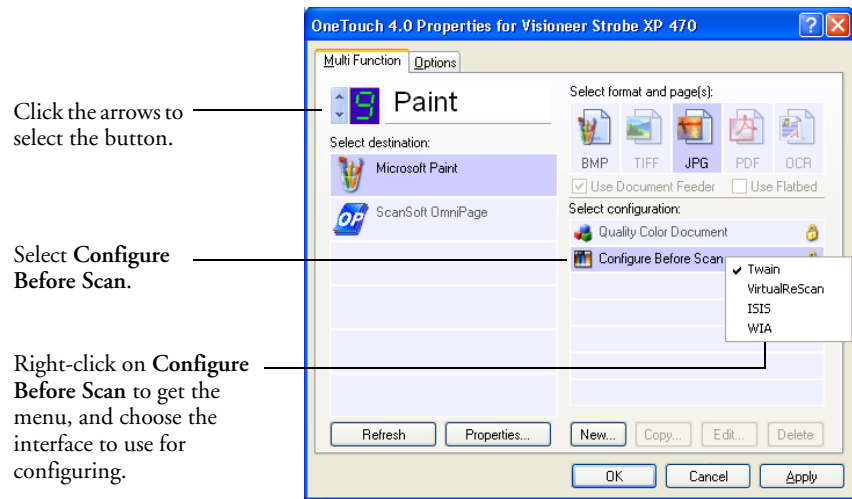 OneTouch 4.0 Properties for Visioneer Strobe XP 470
Multi Function
Options
Click the arrows to
select the button.
9
Paint
Select format and page(s):
BMP
TIFF
JPG
PDF
OCR
Select destination:
Microsoft Paint
Use Document Feeder
Use Flatbed
ScanSoft OmniPage
Select configuration:
Quality Color Document
Select Configure
Before Scan.
Configure Before Scan
Twain
VirtualReScan
ISIS
WIA
Right-click on Configure
Before Scan to get the
menu, and choose the
interface to use for
configuring.
Refresh
Properties...
New...
Copy...
Edit...
Delete
OK
Cancel
Apply